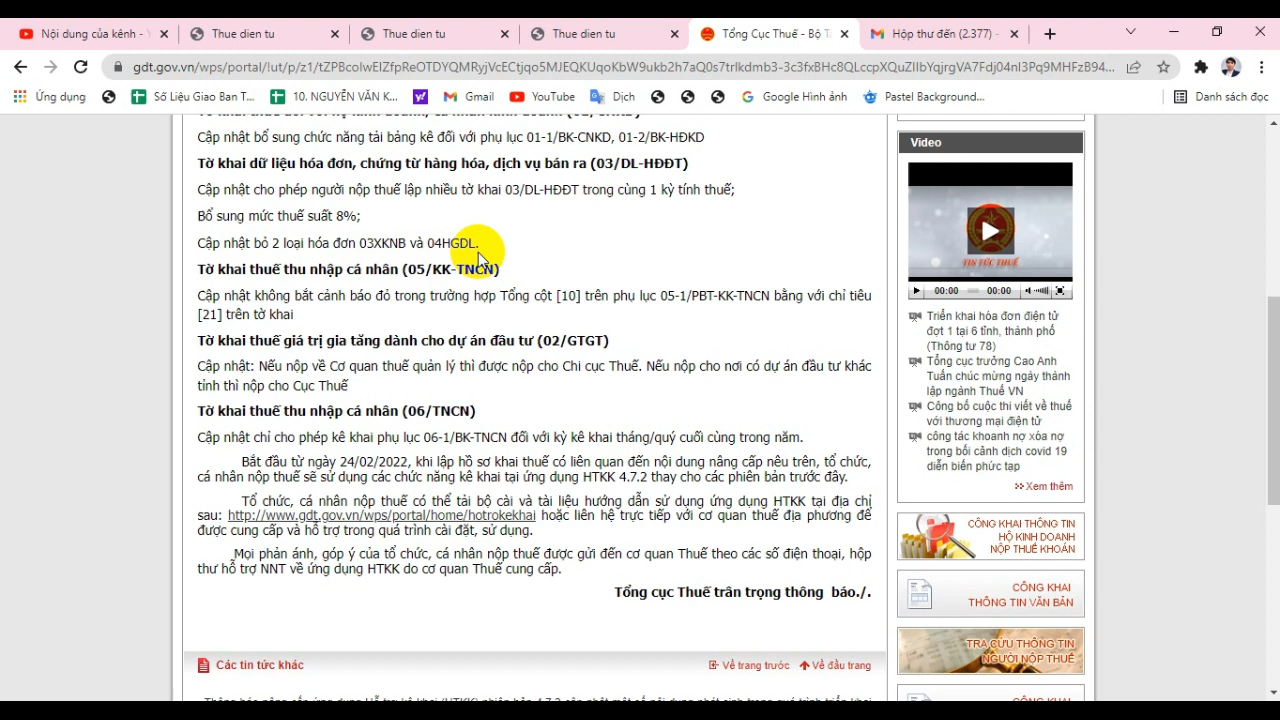 Nội dung của kênh -
Thue dien tu
Thue dien tu
Thue dien tu
Tổng Cục Thuế - Bộ
Hộp thư đến (2.377) -
Ứng dụng
Số Liệu Giao Ban T...
10. NGUYỄN VĂN K...
Gmail
YouTube
Dịch
Google Hình ảnh
Pastel Background...
Danh sách đọc
Cập nhật bổ sung chức năng tải bảng kê đối với phụ lục 01-1/BK-CNKD, 01-2/BK-HĐKD
Tờ khai dữ liệu hóa đơn, chứng từ hàng hóa, dịch vụ bán ra (03/DL-HĐĐT)
Cập nhật cho phép người nộp thuế lập nhiều tờ khai 03/DL-HĐĐT trong cùng 1 kỳ tính thuế;
Bổ sung mức thuế suất 8%;
Cập nhật bỏ 2 loại hóa đơn 03XKNB và 04HGDL.
Tờ khai thuế thu nhập cá nhân (05/KK-TNCN)
Cập nhật không bắt cảnh báo đỏ trong trường hợp Tổng cột [10] trên phụ lục 05-1/PBT-KK-TNCN bằng với chỉ tiêu
[21] trên tờ khai
Tờ khai thuế giá trị gia tăng dành cho dự án đầu tư (02/GTGT)
Cập nhật: Nếu nộp về Cơ quan thuế quản lý thì được nộp cho Chi cục Thuế. Nếu nộp cho nơi có dự án đầu tư khác
tỉnh thì nộp cho Cục Thuế
Tờ khai thuế thu nhập cá nhân (06/TNCN)
Cập nhật chỉ cho phép kê khai phụ lục 06-1/BK-TNCN đối với kỳ kê khai tháng/quý cuối cùng trong năm.
Bắt đầu từ ngày 24/02/2022, khi lập hồ sơ khai thuế có liên quan đến nội dung nâng cấp nêu trên, tổ chức,
cá nhân nộp thuế sẽ sử dụng các chức năng kê khai tại ứng dụng HTKK 4.7.2 thay cho các phiên bản trước đây.
Tổ chức, cá nhân nộp thuế có thể tải bộ cài và tài liệu hướng dẫn sử dụng ứng dụng HTKK tại địa chỉ
sau: http://www.gdt.gov.vn/wps/portal/home/hotrokekhai hoặc liên hệ trực tiếp với cơ quan thuế địa phương để
được cung cấp và hỗ trợ trong quá trình cài đặt, sử dụng.
Mọi phản ánh, góp ý của tổ chức, cá nhân nộp thuế được gửi đến cơ quan Thuế theo các số điện thoại, hộp
thư hỗ trợ NNT về ứng dụng HTKK do cơ quan Thuế cung cấp.
Tổng cục Thuế trân trọng thông báo./.
Các tin tức khác
Về trang trước
Về đầu trang
Video
TIN TỨC THUẾ
00:00
00:00
Triển khai hóa đơn điện tử
đợt 1 tại 6 tỉnh, thành phố
(Thông tư 78)
Tổng cục trưởng Cao Anh
Tuấn chúc mừng ngày thành
lập ngành Thuế VN
Công bố cuộc thi viết về thuế
với thương mại điện tử
công tác khoanh nợ xóa nợ
trong bối cảnh dịch covid 19
diễn biến phức tạp
Xem thêm
CÔNG KHAI THÔNG TIN
HỘ KINH DOANH
NỘP THUẾ KHOÁN
CÔNG KHAI
THÔNG TIN VĂN BẢN
TRA CỨU THÔNG TIN
NGƯỜI NỘP THUẾ